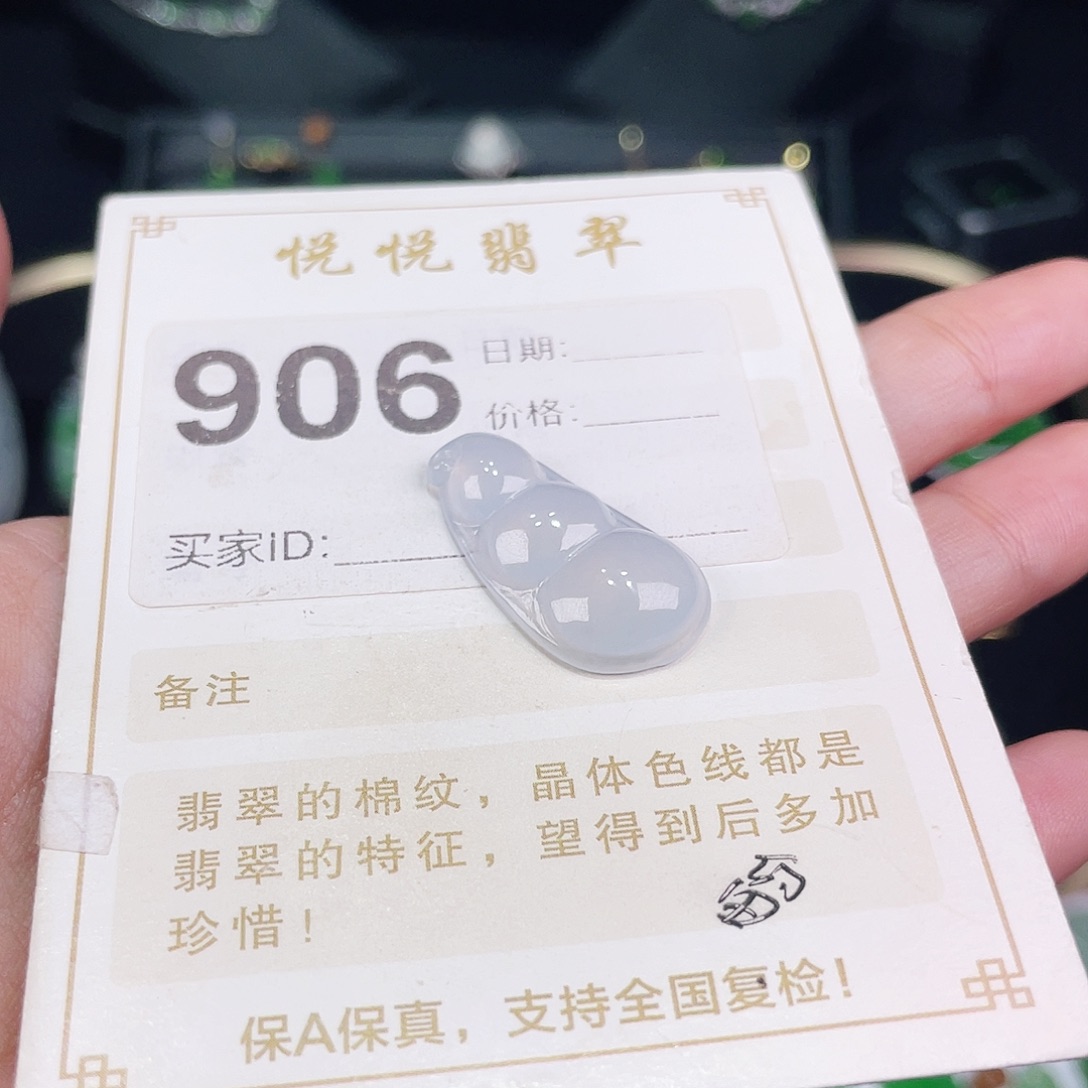 悦悦翡翠
906
日期:
价格:
买家iD:
备注
翡翠的棉纹，晶体色线都是
翡翠的特征，望得到后多加
珍惜！
保A保真，支持全国复检！